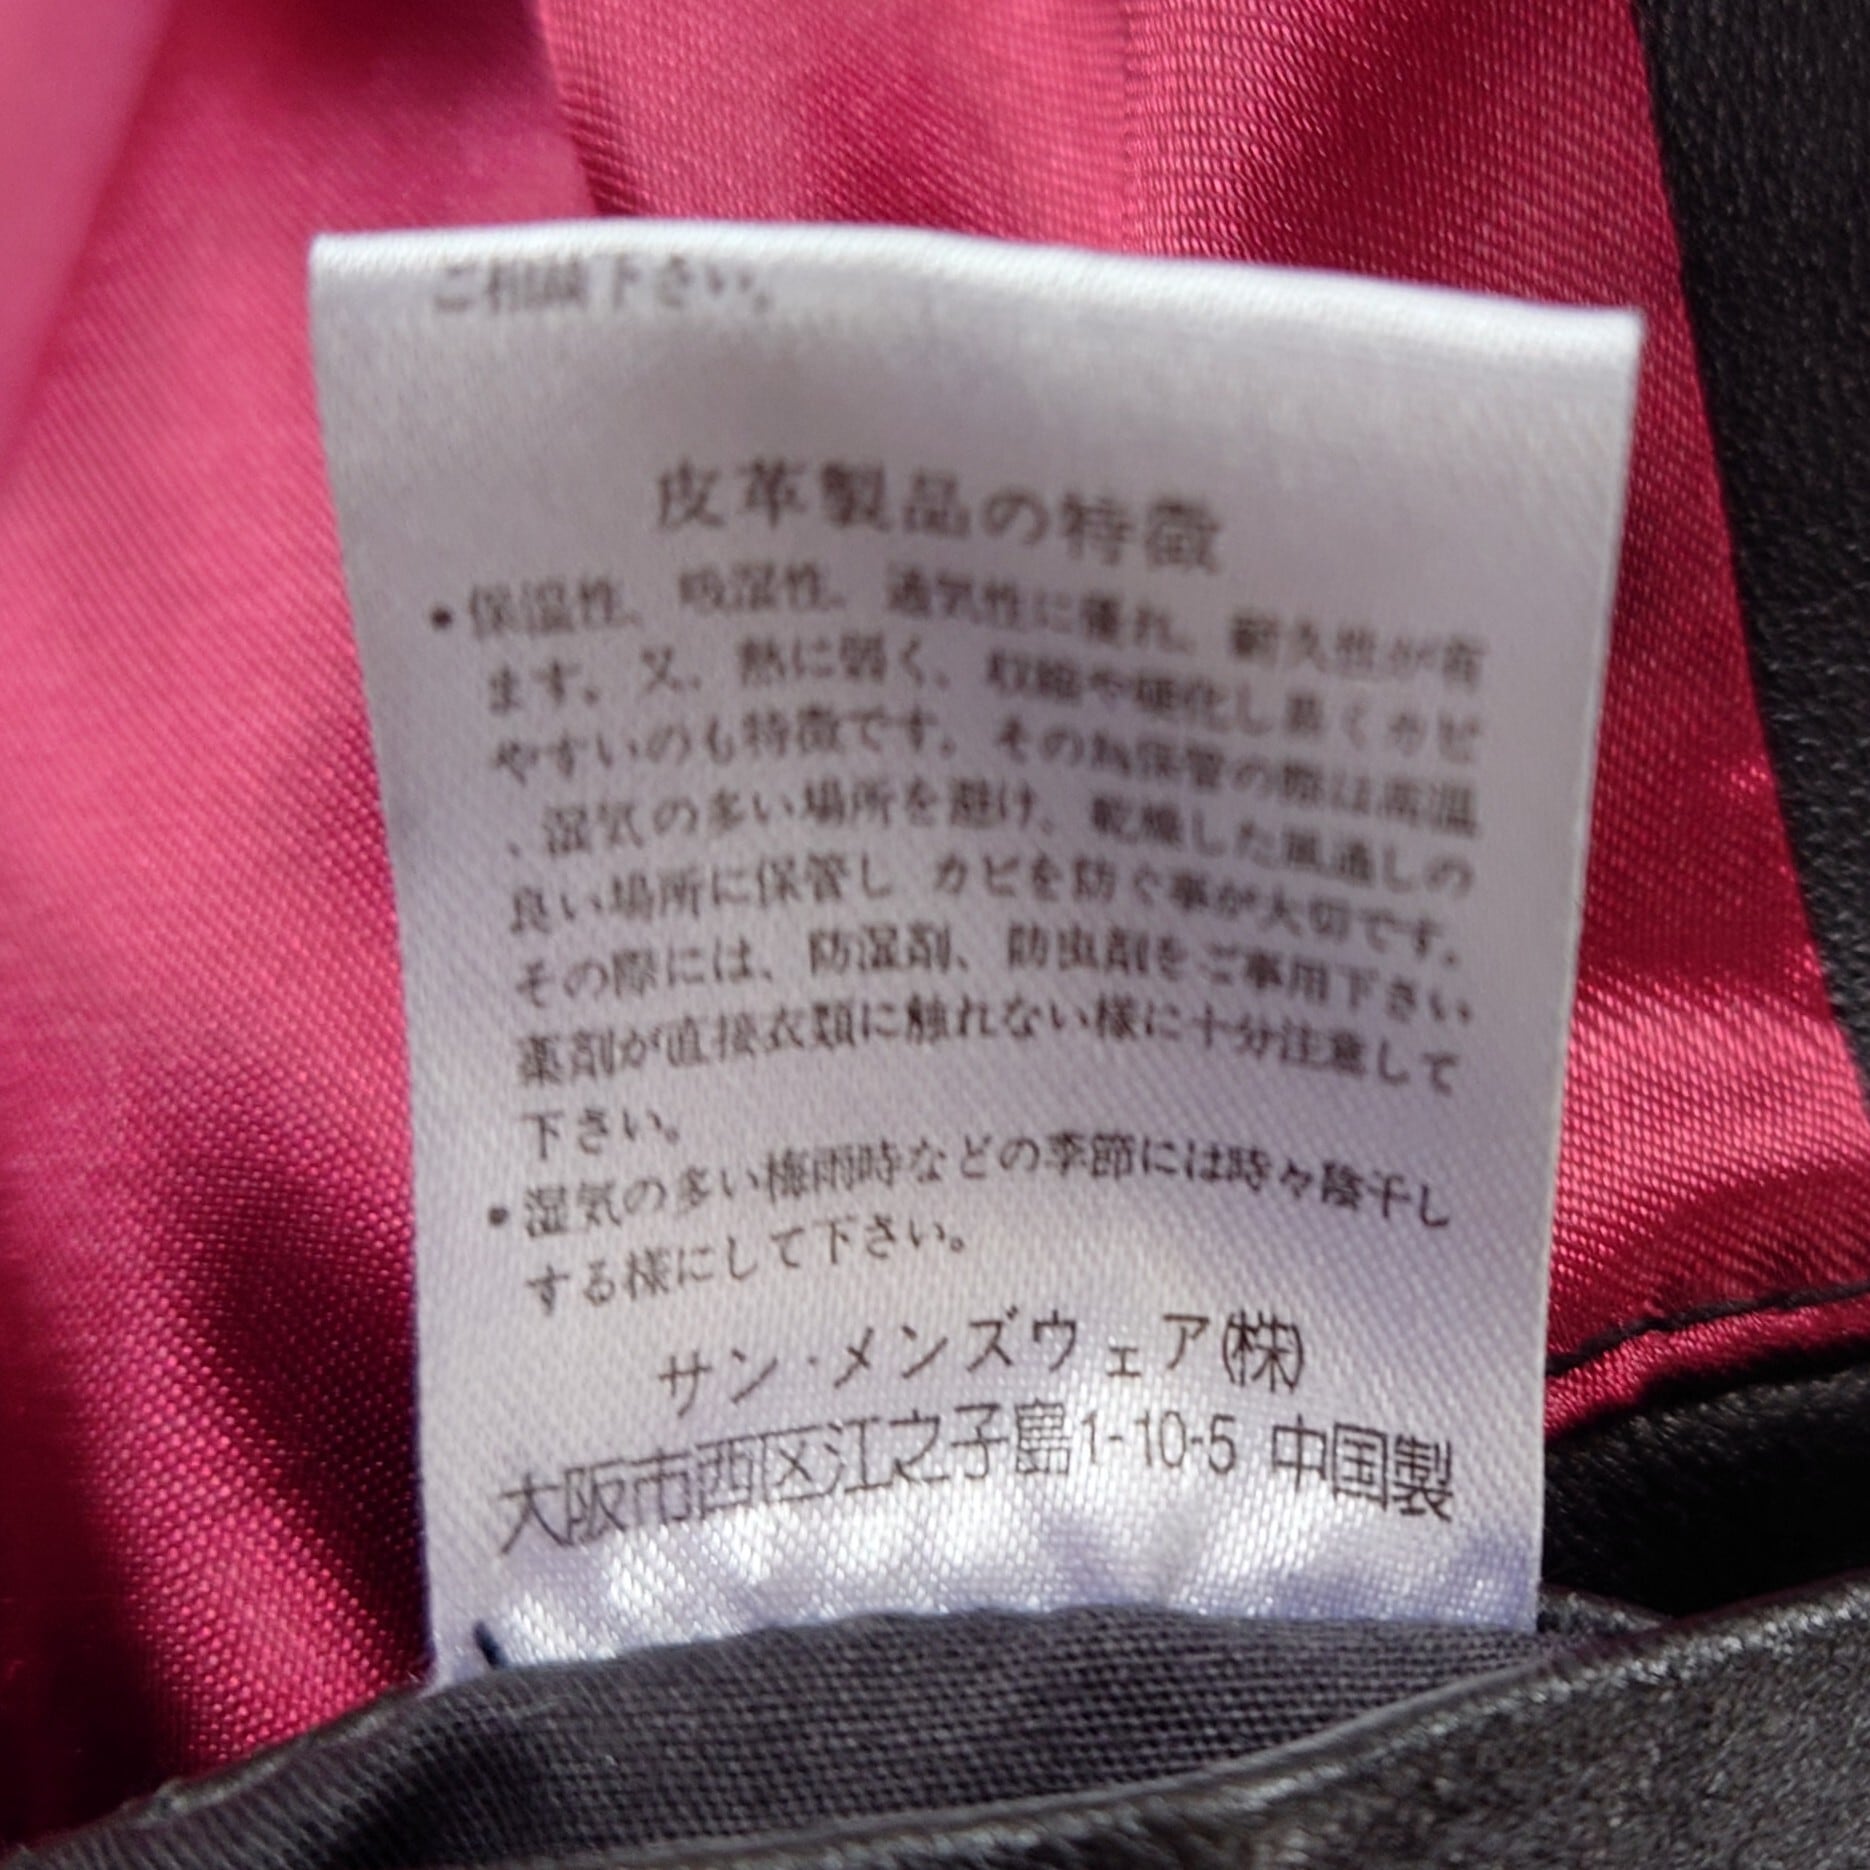 ご相談下さい。
皮革製品の特徴
•保温性、吸湿性、通気性に優れ、耐久性が有
ます。又、熱に弱く、収縮や硬化し易くカビ
やすいのも特徴です。その為保管の際は高温
、湿気の多い場所を避け、乾燥した風通しの
良い場所に保管し カビを防ぐ事が大切です。
その際には、防湿剤、防虫剤をご使用下さい
薬剤が直接衣類に触れない様に十分注意して
下さい。
•湿気の多い梅雨時などの季節には時々陰干し
する様にして下さい。
サン・メンズウェア㈱
大阪市西区江之子島1-10-5 中国製